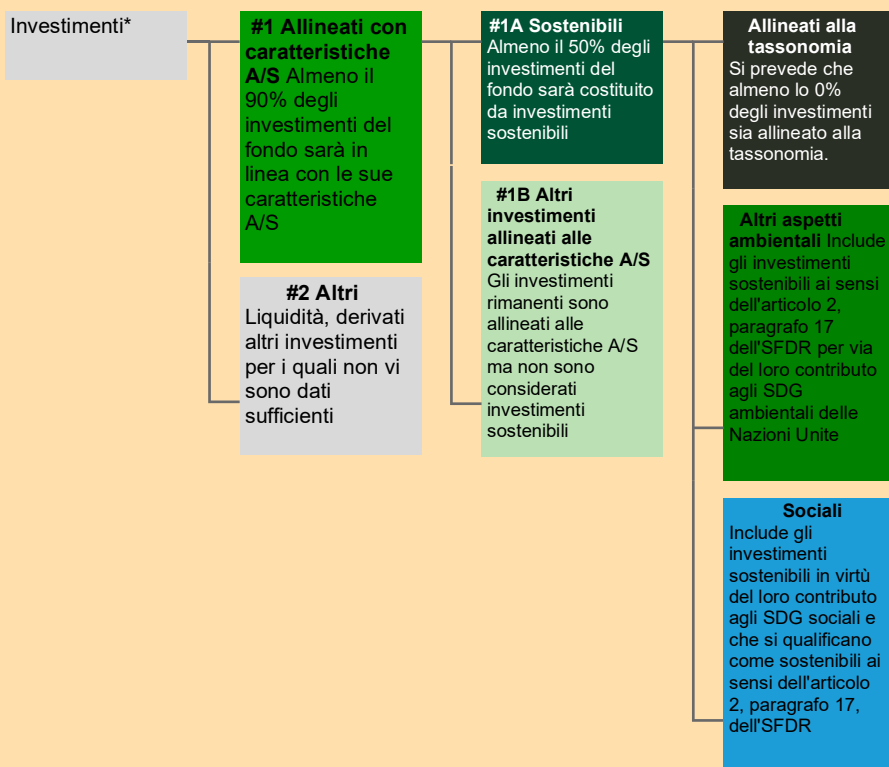 Investimenti*
#1 Allineati con
caratteristiche
A/S Almeno il
90% degli
investimenti del
fondo sarà in
linea con le sue
caratteristiche
A/S
#2 Altri
Liquidità, derivati
altri investimenti
per i quali non vi
sono dati
sufficienti
#1A Sostenibili
Almeno il 50% degli
investimenti del
fondo sarà costituito
da investimenti
sostenibili
#1B Altri
investimenti
allineati alle
caratteristiche A/S
Gli investimenti
rimanenti sono
allineati alle
caratteristiche A/S
ma non sono
considerati
investimenti
sostenibili
Allineati alla
tassonomia
Si prevede che
almeno lo 0%
degli investimenti
sia allineato alla
tassonomia.
Altri aspetti
ambientali Include
gli investimenti
sostenibili ai sensi
dell'articolo 2,
paragrafo 17
dell'SFDR per via
del loro contributo
agli SDG
ambientali delle
Nazioni Unite
Sociali
Include gli
investimenti
sostenibili in virtù
del loro contributo
agli SDG sociali e
che si qualificano
come sostenibili ai
sensi dell'articolo
2, paragrafo 17,
dell'SFDR